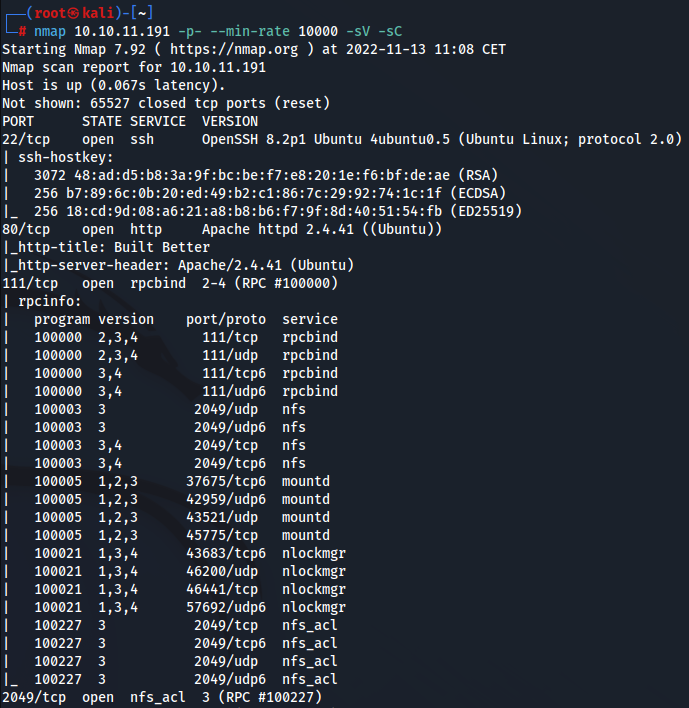 ┌──(root㉿kali)-[~]
└─# nmap 10.10.11.191 -p- --min-rate 10000 -sV -sC
Starting Nmap 7.92 ( https://nmap.org ) at 2022-11-13 11:08 CET
Nmap scan report for 10.10.11.191
Host is up (0.067s latency).
Not shown: 65527 closed tcp ports (reset)
PORT      STATE SERVICE  VERSION
22/tcp    open  ssh      OpenSSH 8.2p1 Ubuntu 4ubuntu0.5 (Ubuntu Linux; protocol 2.0)
| ssh-hostkey:
|   3072 48:ad:d5:b8:3a:9f:bc:be:f7:e8:20:1e:f6:bf:de:ae (RSA)
|   256 b7:89:6c:0b:20:ed:49:b2:c1:86:7c:29:92:74:1c:1f (ECDSA)
|_  256 18:cd:9d:08:a6:21:a8:b8:b6:f7:9f:8d:40:51:54:fb (ED25519)
80/tcp    open  http     Apache httpd 2.4.41 ((Ubuntu))
|_http-title: Built Better
|_http-server-header: Apache/2.4.41 (Ubuntu)
111/tcp   open  rpcbind  2-4 (RPC #100000)
| rpcinfo:
|   program version    port/proto  service
|   100000  2,3,4        111/tcp   rpcbind
|   100000  2,3,4        111/udp   rpcbind
|   100000  3,4          111/tcp6  rpcbind
|   100000  3,4          111/udp6  rpcbind
|   100003  3           2049/udp   nfs
|   100003  3           2049/udp6  nfs
|   100003  3,4         2049/tcp   nfs
|   100003  3,4         2049/tcp6  nfs
|   100005  1,2,3      37675/tcp6  mountd
|   100005  1,2,3      42959/udp6  mountd
|   100005  1,2,3      43521/udp   mountd
|   100005  1,2,3      45775/tcp   mountd
|   100021  1,3,4      43683/tcp6  nlockmgr
|   100021  1,3,4      46200/udp   nlockmgr
|   100021  1,3,4      46441/tcp   nlockmgr
|   100021  1,3,4      57692/udp6  nlockmgr
|   100227  3           2049/tcp   nfs_acl
|   100227  3           2049/tcp6  nfs_acl
|   100227  3           2049/udp   nfs_acl
|_  100227  3           2049/udp6  nfs_acl
2049/tcp  open  nfs_acl  3 (RPC #100227)